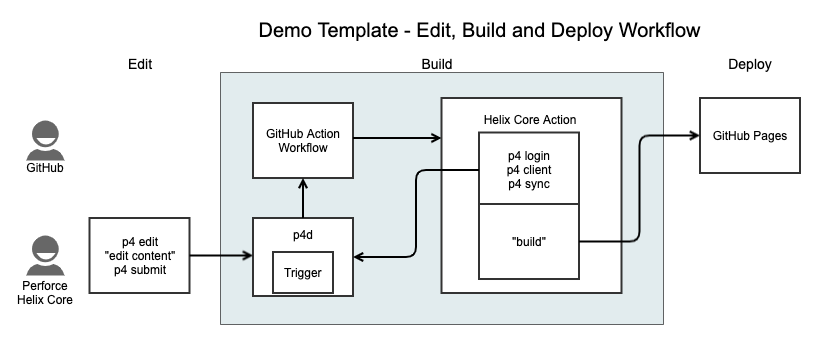 Demo Template - Edit, Build and Deploy Workflow
Edit
Build
Deploy
GitHub
GitHub Action
Workflow
Helix Core Action
p4 login
p4 client
p4 sync
GitHub Pages
Perforce
Helix Core
p4 edit
"edit content"
p4 submit
p4d
Trigger
"build"